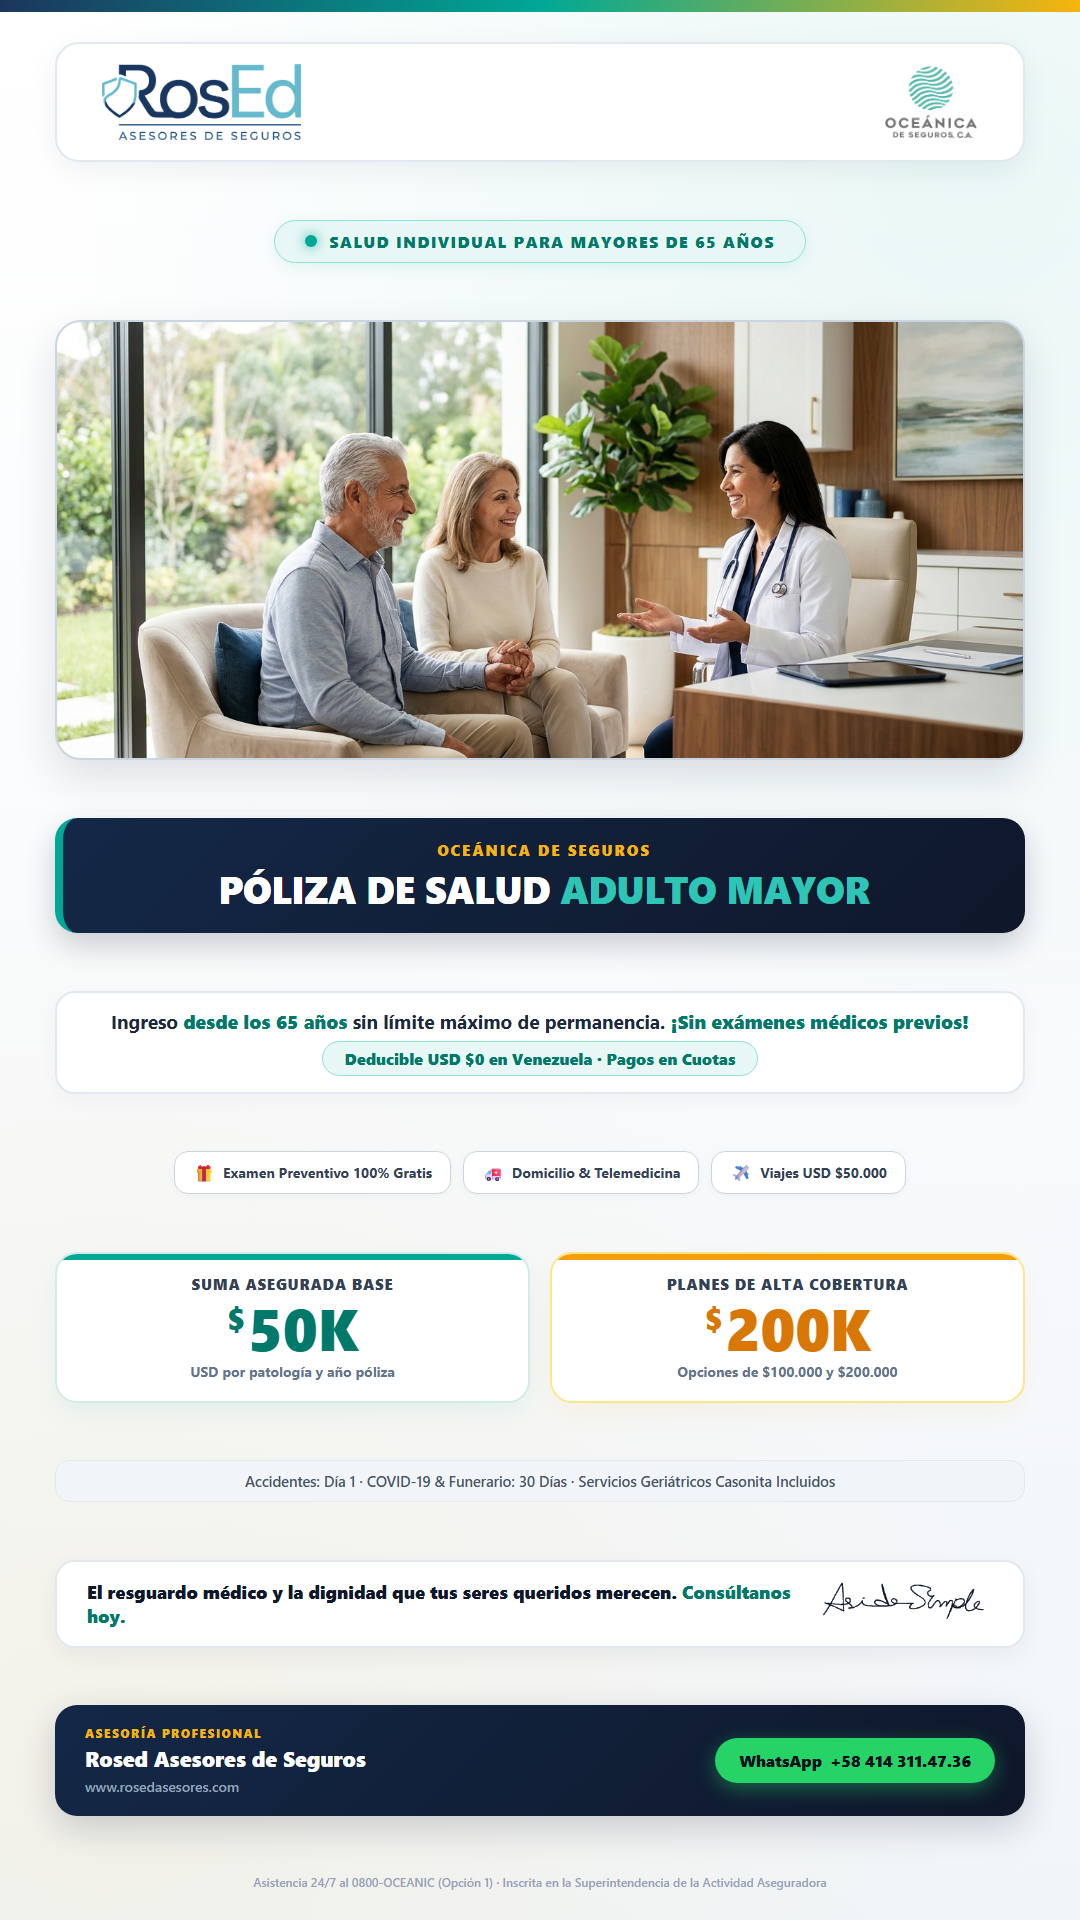 RosEd
ASESORES DE SEGUROS
OCEÁNICA
DE SEGUROS, C.A.
SALUD INDIVIDUAL PARA MAYORES DE 65 AÑOS
OCEÁNICA DE SEGUROS
PÓLIZA DE SALUD ADULTO MAYOR
Ingreso desde los 65 años sin límite máximo de permanencia. ¡Sin exámenes médicos previos!
Deducible USD $0 en Venezuela · Pagos en Cuotas
Examen Preventivo 100% Gratis
Domicilio & Telemedicina
Viajes USD $50.000
SUMA ASEGURADA BASE
$50K
USD por patología y año póliza
PLANES DE ALTA COBERTURA
$200K
Opciones de $100.000 y $200.000
Accidentes: Día 1 · COVID-19 & Funerario: 30 Días · Servicios Geriátricos Casonita Incluidos
El resguardo médico y la dignidad que tus seres queridos merecen. Consúltanos
hoy.
AsideSimple
ASESORÍA PROFESIONAL
Rosed Asesores de Seguros
www.rosedasesores.com
WhatsApp +58 414 311.47.36
Asistencia 24/7 al 0800-OCEANIC (Opción 1) · Inscrita en la Superintendencia de la Actividad Aseguradora